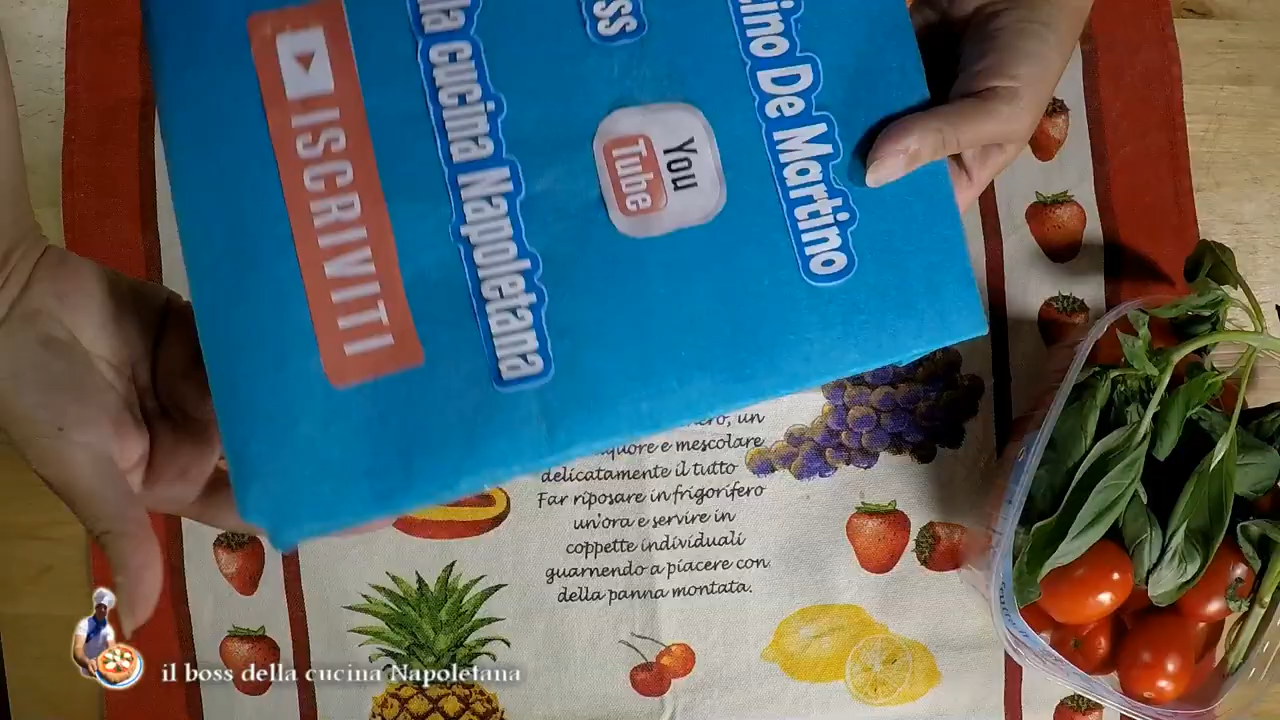 ino De Martino
ss
You
Tube
la cucina Napoletana
ISCRIVITI
un
quore e mescolare
delicatamente il tutto
Far riposare in frigorifero
un'ora e servire in
coppette individuali
guarnendo a piacere con
della panna montata.
il boss della cucina Napoletana